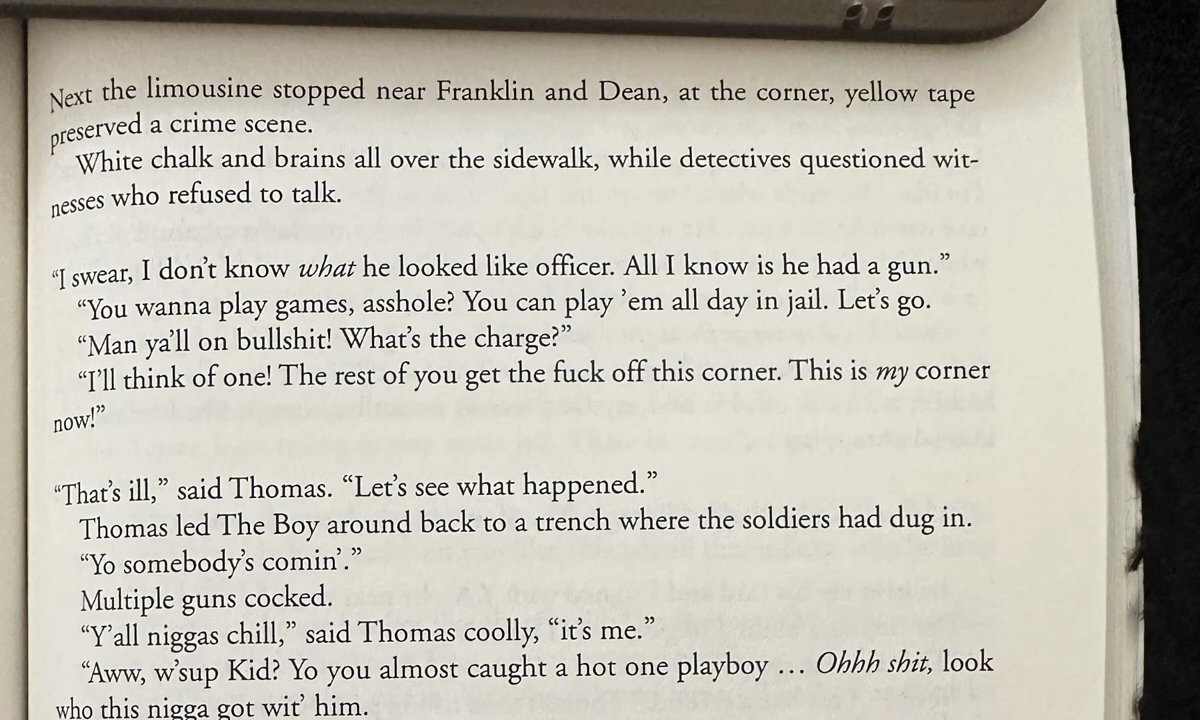 Next the limousine stopped near Franklin and Dean, at the corner, yellow tape
preserved a crime scene.
White chalk and brains all over the sidewalk, while detectives questioned wit-
nesses who refused to talk.
“I swear, I don’t know what he looked like officer. All I know is he had a gun.”
“You wanna play games, asshole? You can play ’em all day in jail. Let’s go.
“Man ya’ll on bullshit! What’s the charge?”
“I’ll think of one! The rest of you get the fuck off this corner. This is my corner
now!”
“That’s ill,” said Thomas. “Let’s see what happened.”
Thomas led The Boy around back to a trench where the soldiers had dug in.
“Yo somebody’s comin’.”
Multiple guns cocked.
“Y’all niggas chill,” said Thomas coolly, “it’s me.”
“Aww, w’sup Kid? Yo you almost caught a hot one playboy … Ohhh shit, look
who this nigga got wit’ him.